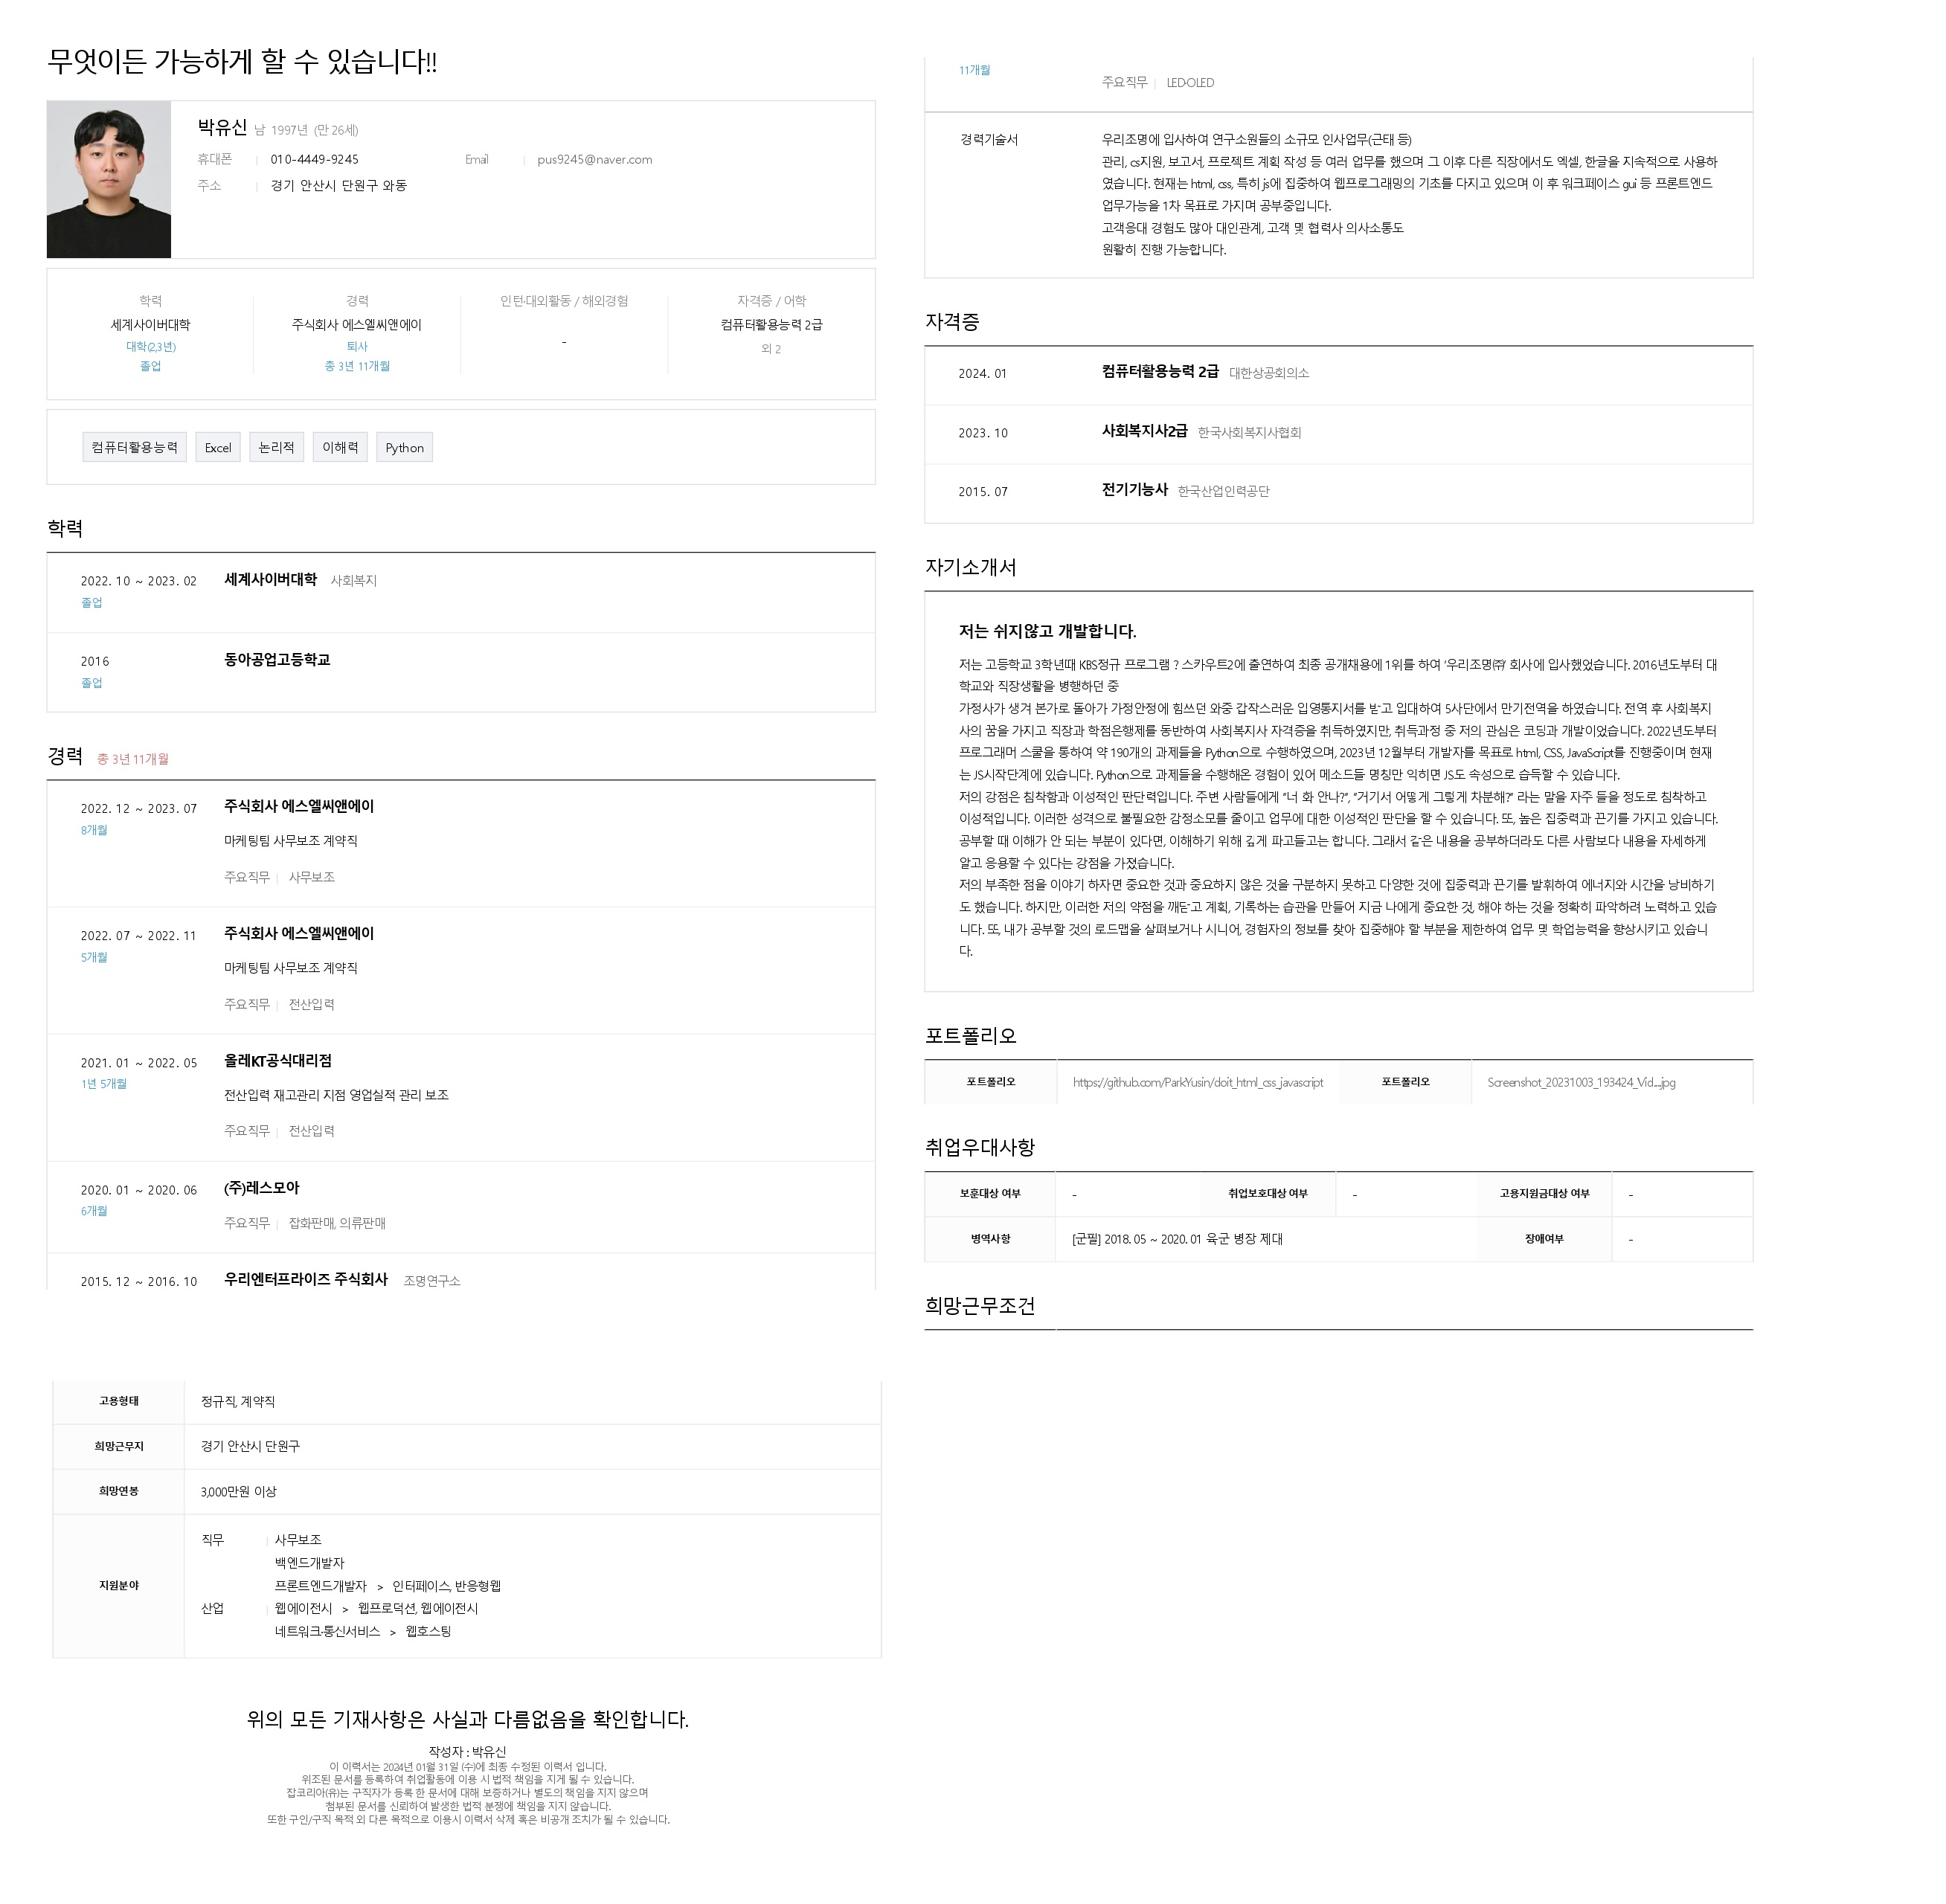 무엇이든 가능하게 할 수 있습니다!!
박유신 남 1997년 (만 26세)
휴대폰 010-4449-9245 Email pus9245@naver.com
주소 경기 안산시 단원구 와동
학력 경력 인턴·대외활동 / 해외경험 자격증 / 어학
세계사이버대학 주식회사 에스엘씨앤에이 - 컴퓨터활용능력 2급
대학(2,3년) 퇴사 외 2
졸업 총 3년 11개월
컴퓨터활용능력 Excel 논리적 이해력 Python
학력
2022. 10 ~ 2023. 02 세계사이버대학 사회복지
졸업
2016 동아공업고등학교
졸업
경력 총 3년 11개월
2022. 12 ~ 2023. 07 주식회사 에스엘씨앤에이
8개월
마케팅팀 사무보조 계약직
주요직무 사무보조
2022. 07 ~ 2022. 11 주식회사 에스엘씨앤에이
5개월
마케팅팀 사무보조 계약직
주요직무 전산입력
2021. 01 ~ 2022. 05 올레KT공식대리점
1년 5개월
전산입력 재고관리 지점 영업실적 관리 보조
주요직무 전산입력
2020. 01 ~ 2020. 06 (주)레스모아
6개월
주요직무 잡화판매, 의류판매
2015. 12 ~ 2016. 10 우리엔터프라이즈 주식회사 조명연구소
11개월
주요직무 LED·OLED
경력기술서 우리조명에 입사하여 연구소원들의 소규모 인사업무(근태 등)
관리, cs지원, 보고서, 프로젝트 계획 작성 등 여러 업무를 했으며 그 이후 다른 직장에서도 엑셀, 한글을 지속적으로 사용하
였습니다. 현재는 html, css, 특히 js에 집중하여 웹프로그래밍의 기초를 다지고 있으며 이 후 워크페이스 gui 등 프론트엔드
업무가능을 1차 목표로 가지며 공부중입니다.
고객응대 경험도 많아 대인관계, 고객 및 협력사 의사소통도
원활히 진행 가능합니다.
자격증
2024. 01 컴퓨터활용능력 2급 대한상공회의소
2023. 10 사회복지사2급 한국사회복지사협회
2015. 07 전기기능사 한국산업인력공단
자기소개서
저는 쉬지않고 개발합니다.
저는 고등학교 3학년때 KBS정규 프로그램 ? 스카우트2에 출연하여 최종 공개채용에 1위를 하여 '우리조명㈜' 회사에 입사했었습니다. 2016년도부터 대
학교와 직장생활을 병행하던 중
가정사가 생겨 본가로 돌아가 가정안정에 힘쓰던 와중 갑작스러운 입영통지서를 받고 입대하여 5사단에서 만기전역을 하였습니다. 전역 후 사회복지
사의 꿈을 가지고 직장과 학점은행제를 동반하여 사회복지사 자격증을 취득하였지만, 취득과정 중 저의 관심은 코딩과 개발이었습니다. 2022년도부터
프로그래머 스쿨을 통하여 약 190개의 과제들을 Python으로 수행하였으며, 2023년 12월부터 개발자를 목표로 html, CSS, JavaScript를 진행중이며 현재
는 JS시작단계에 있습니다. Python으로 과제들을 수행해온 경험이 있어 메소드들 명칭만 익히면 JS도 속성으로 습득할 수 있습니다.
저의 강점은 침착함과 이성적인 판단력입니다. 주변 사람들에게 "너 화 안나?", "거기서 어떻게 그렇게 차분해?" 라는 말을 자주 들을 정도로 침착하고
이성적입니다. 이러한 성격으로 불필요한 감정소모를 줄이고 업무에 대한 이성적인 판단을 할 수 있습니다. 또, 높은 집중력과 끈기를 가지고 있습니다.
공부할 때 이해가 안 되는 부분이 있다면, 이해하기 위해 깊게 파고들고는 합니다. 그래서 같은 내용을 공부하더라도 다른 사람보다 내용을 자세하게
알고 응용할 수 있다는 강점을 가졌습니다.
저의 부족한 점을 이야기 하자면 중요한 것과 중요하지 않은 것을 구분하지 못하고 다양한 것에 집중력과 끈기를 발휘하여 에너지와 시간을 낭비하기
도 했습니다. 하지만, 이러한 저의 약점을 깨닫고 계획, 기록하는 습관을 만들어 지금 나에게 중요한 것, 해야 하는 것을 정확히 파악하려 노력하고 있습
니다. 또, 내가 공부할 것의 로드맵을 살펴보거나 시니어, 경험자의 정보를 찾아 집중해야 할 부분을 제한하여 업무 및 학업능력을 향상시키고 있습니
다.
포트폴리오
포트폴리오 https://github.com/ParkYusin/doit_html_css_javascript 포트폴리오 Screenshot_20231003_193424_Vid....jpg
취업우대사항
보훈대상 여부 - 취업보호대상 여부 - 고용지원금대상 여부 -
병역사항 [군필] 2018. 05 ~ 2020. 01 육군 병장 제대 장애여부 -
희망근무조건
고용형태 정규직, 계약직
희망근무지 경기 안산시 단원구
희망연봉 3,000만원 이상
지원분야 직무 사무보조
백엔드개발자
프론트엔드개발자 > 인터페이스, 반응형웹
산업 웹에이전시 > 웹프로덕션, 웹에이전시
네트워크·통신서비스 > 웹호스팅
위의 모든 기재사항은 사실과 다름없음을 확인합니다.
작성자 : 박유신
이 이력서는 2024년 01월 31일 (수)에 최종 수정된 이력서 입니다.
위조된 문서를 등록하여 취업활동에 이용 시 법적 책임을 지게 될 수 있습니다.
잡코리아(유)는 구직자가 등록 한 문서에 대해 보증하거나 별도의 책임을 지지 않으며
첨부된 문서를 신뢰하여 발생한 법적 분쟁에 책임을 지지 않습니다.
또한 구인/구직 목적 외 다른 목적으로 이용시 이력서 삭제 혹은 비공개 조치가 될 수 있습니다.